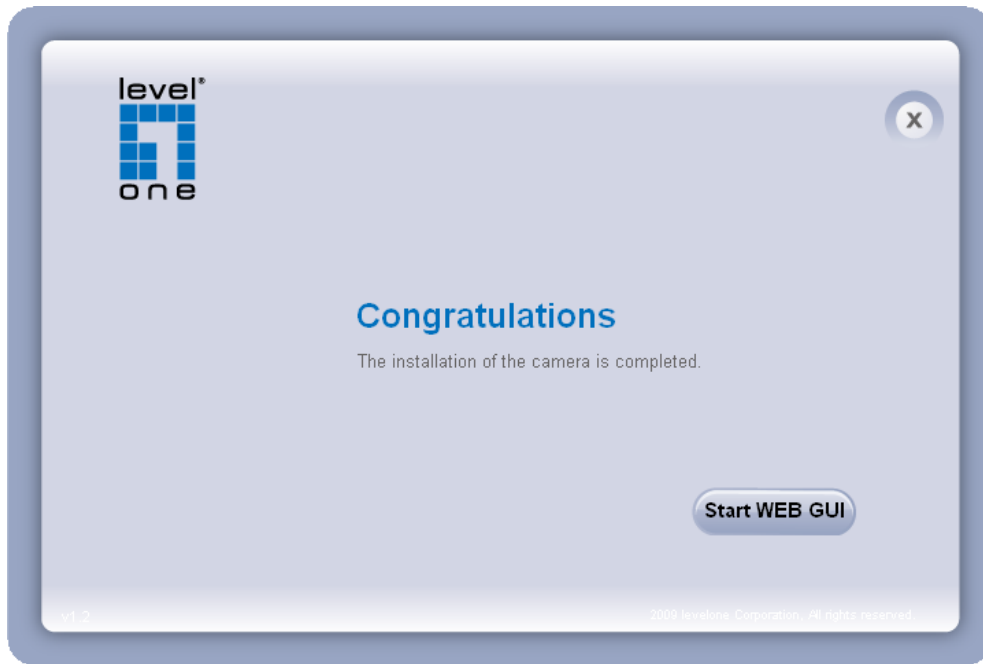 level®
one
X
Congratulations
The installation of the camera is completed.
Start WEB GUI
v1.2
2009 levelone Corporation, All rights reserved